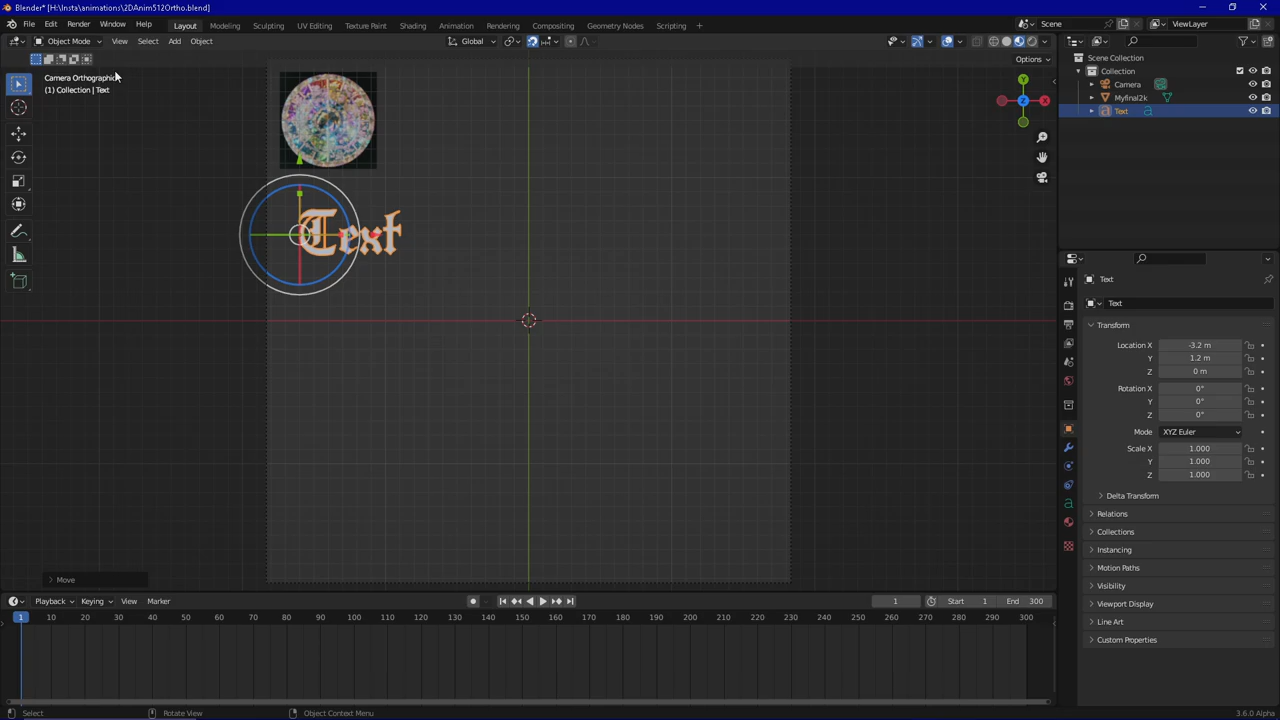 Blender* [H:\Insta\animations\2DAnim512Ortho.blend]
File Edit Render Window Help Layout Modeling Sculpting UV Editing Texture Paint Shading Animation Rendering Compositing Geometry Nodes Scripting + Scene ViewLayer
Object Mode View Select Add Object Global
Options
Camera Orthographic
(1) Collection | Text
Y
Z X
Text
Move
Scene Collection
Collection
Camera
Myfinal2k
Text
Text
Text
Transform
Location X -3.2 m
Y 1.2 m
Z 0 m
Rotation X 0°
Y 0°
Z 0°
Mode XYZ Euler
Scale X 1.000
Y 1.000
Z 1.000
Delta Transform
Relations
Collections
Instancing
Motion Paths
Visibility
Viewport Display
Line Art
Custom Properties
Playback Keying View Marker 1 Start 1 End 300
1 10 20 30 40 50 60 70 80 90 100 110 120 130 140 150 160 170 180 190 200 210 220 230 240 250 260 270 280 290 300
Select Rotate View Object Context Menu 3.6.0 Alpha